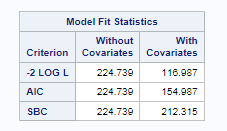 Model Fit Statistics
Criterion Without Covariates With Covariates
-2 LOG L 224.739 116.987
AIC 224.739 154.987
SBC 224.739 212.315